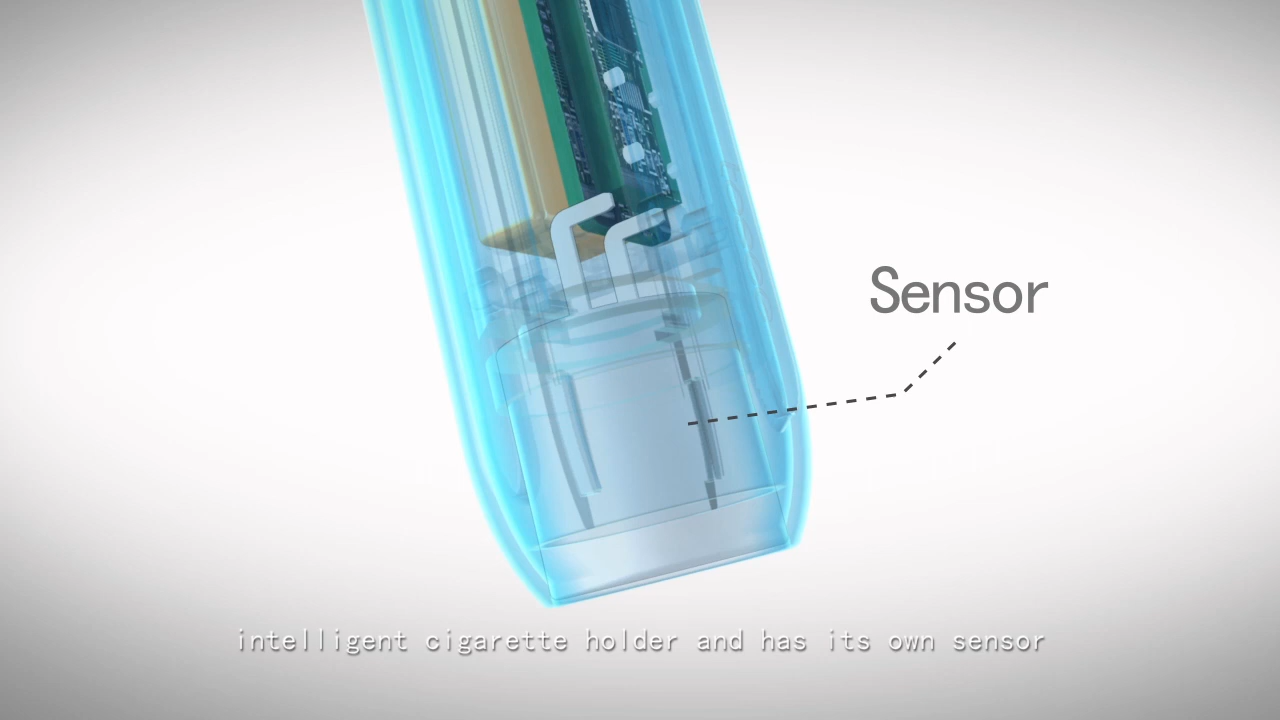 Sensor
intelligent cigarette holder and has its own sensor